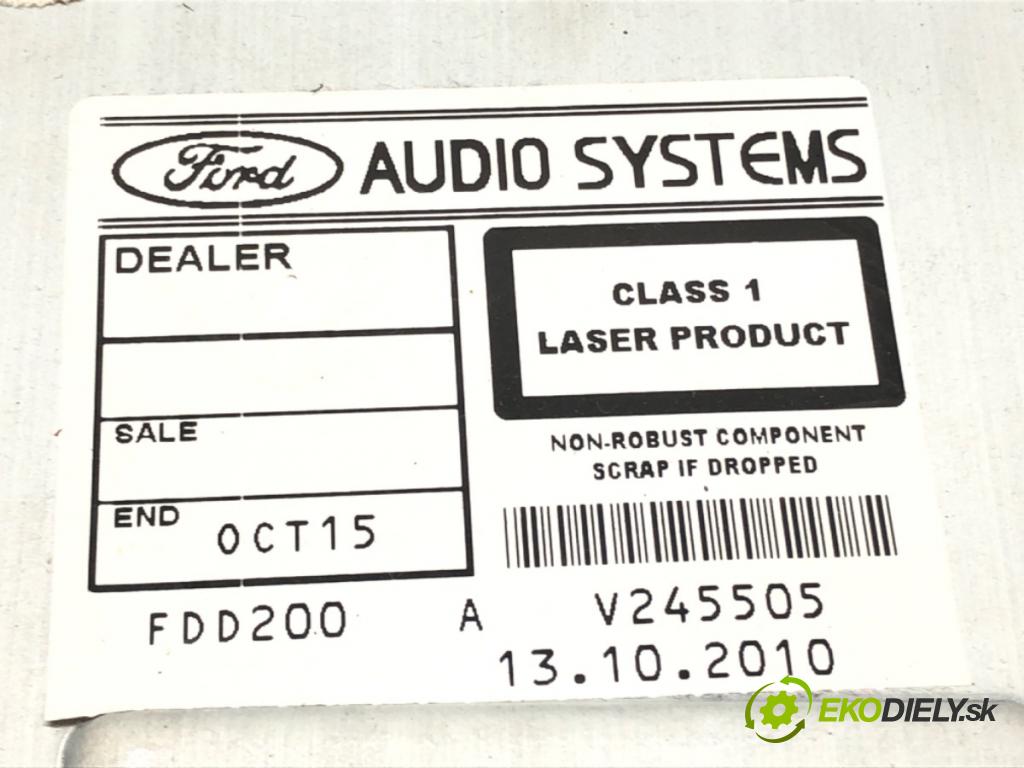 Ford AUDIO SYSTEMS
DEALER
SALE
END OCT15
CLASS 1
LASER PRODUCT
NON-ROBUST COMPONENT
SCRAP IF DROPPED
FDD200 A V245505
13.10.2010
EKODIELY.sk